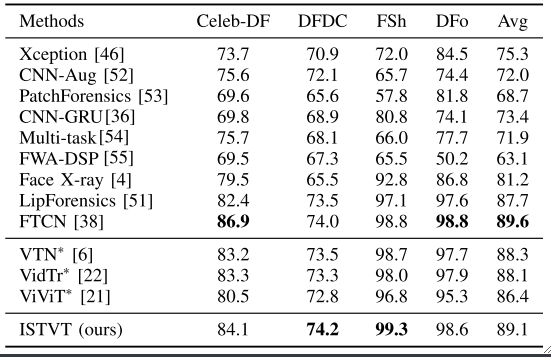 Methods Celeb-DF DFDC FSh DFo Avg
Xception [46] 73.7 70.9 72.0 84.5 75.3
CNN-Aug [52] 75.6 72.1 65.7 74.4 72.0
PatchForensics [53] 69.6 65.6 57.8 81.8 68.7
CNN-GRU[36] 69.8 68.9 80.8 74.1 73.4
Multi-task[54] 75.7 68.1 66.0 77.7 71.9
FWA-DSP [55] 69.5 67.3 65.5 50.2 63.1
Face X-ray [4] 79.5 65.5 92.8 86.8 81.2
LipForensics [51] 82.4 73.5 97.1 97.6 87.7
FTCN [38] 86.9 74.0 98.8 98.8 89.6
VTN* [6] 83.2 73.5 98.7 97.7 88.3
VidTr* [22] 83.3 73.3 98.0 97.9 88.1
ViViT* [21] 80.5 72.8 96.8 95.3 86.4
ISTVT (ours) 84.1 74.2 99.3 98.6 89.1